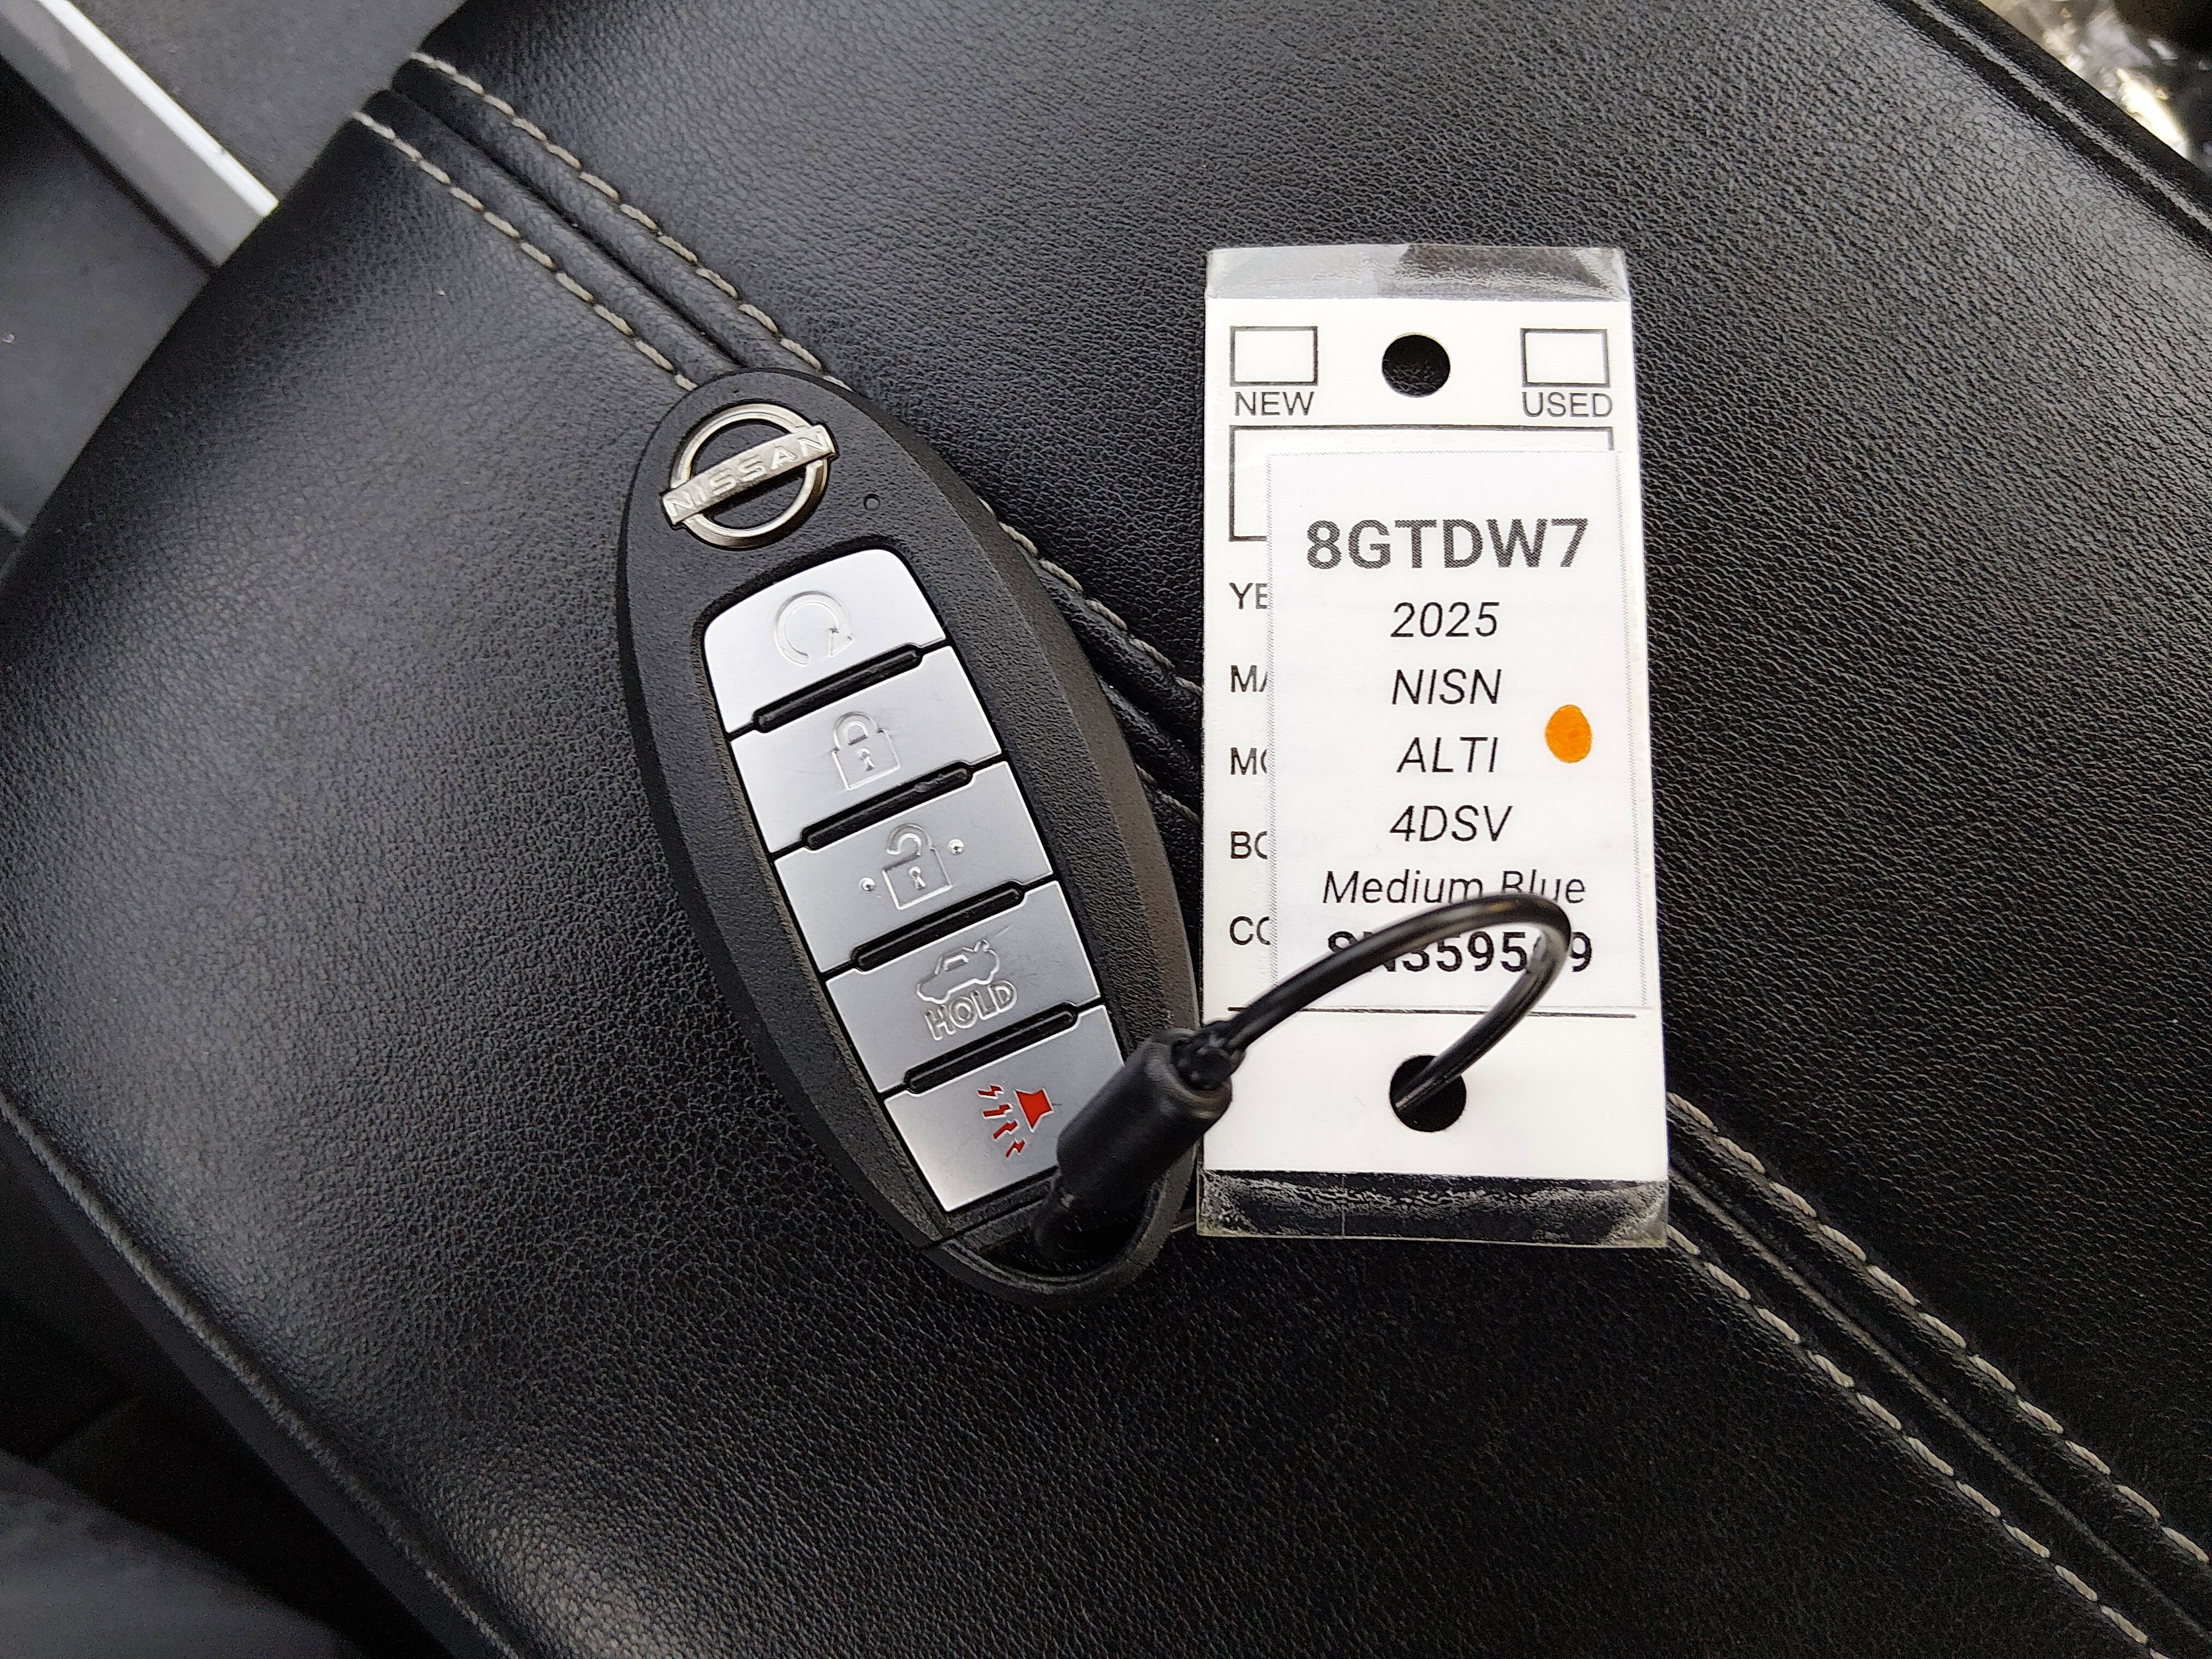 NISSAN
HOLD
NEW
USED
8GTDW7
2025
NISN
ALTI
4DSV
Medium Blue